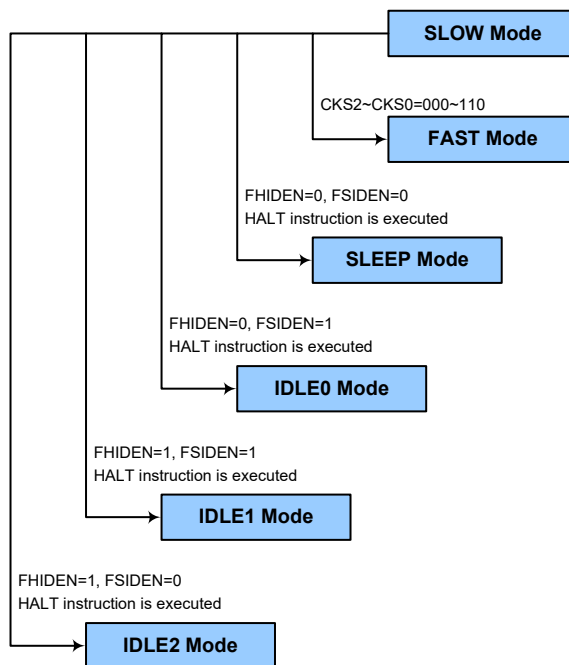 SLOW Mode
CKS2~CKS0=000~110
FAST Mode
FHIDEN=0, FSIDEN=0
HALT instruction is executed
SLEEP Mode
FHIDEN=0, FSIDEN=1
HALT instruction is executed
IDLE0 Mode
FHIDEN=1, FSIDEN=1
HALT instruction is executed
IDLE1 Mode
FHIDEN=1, FSIDEN=0
HALT instruction is executed
IDLE2 Mode